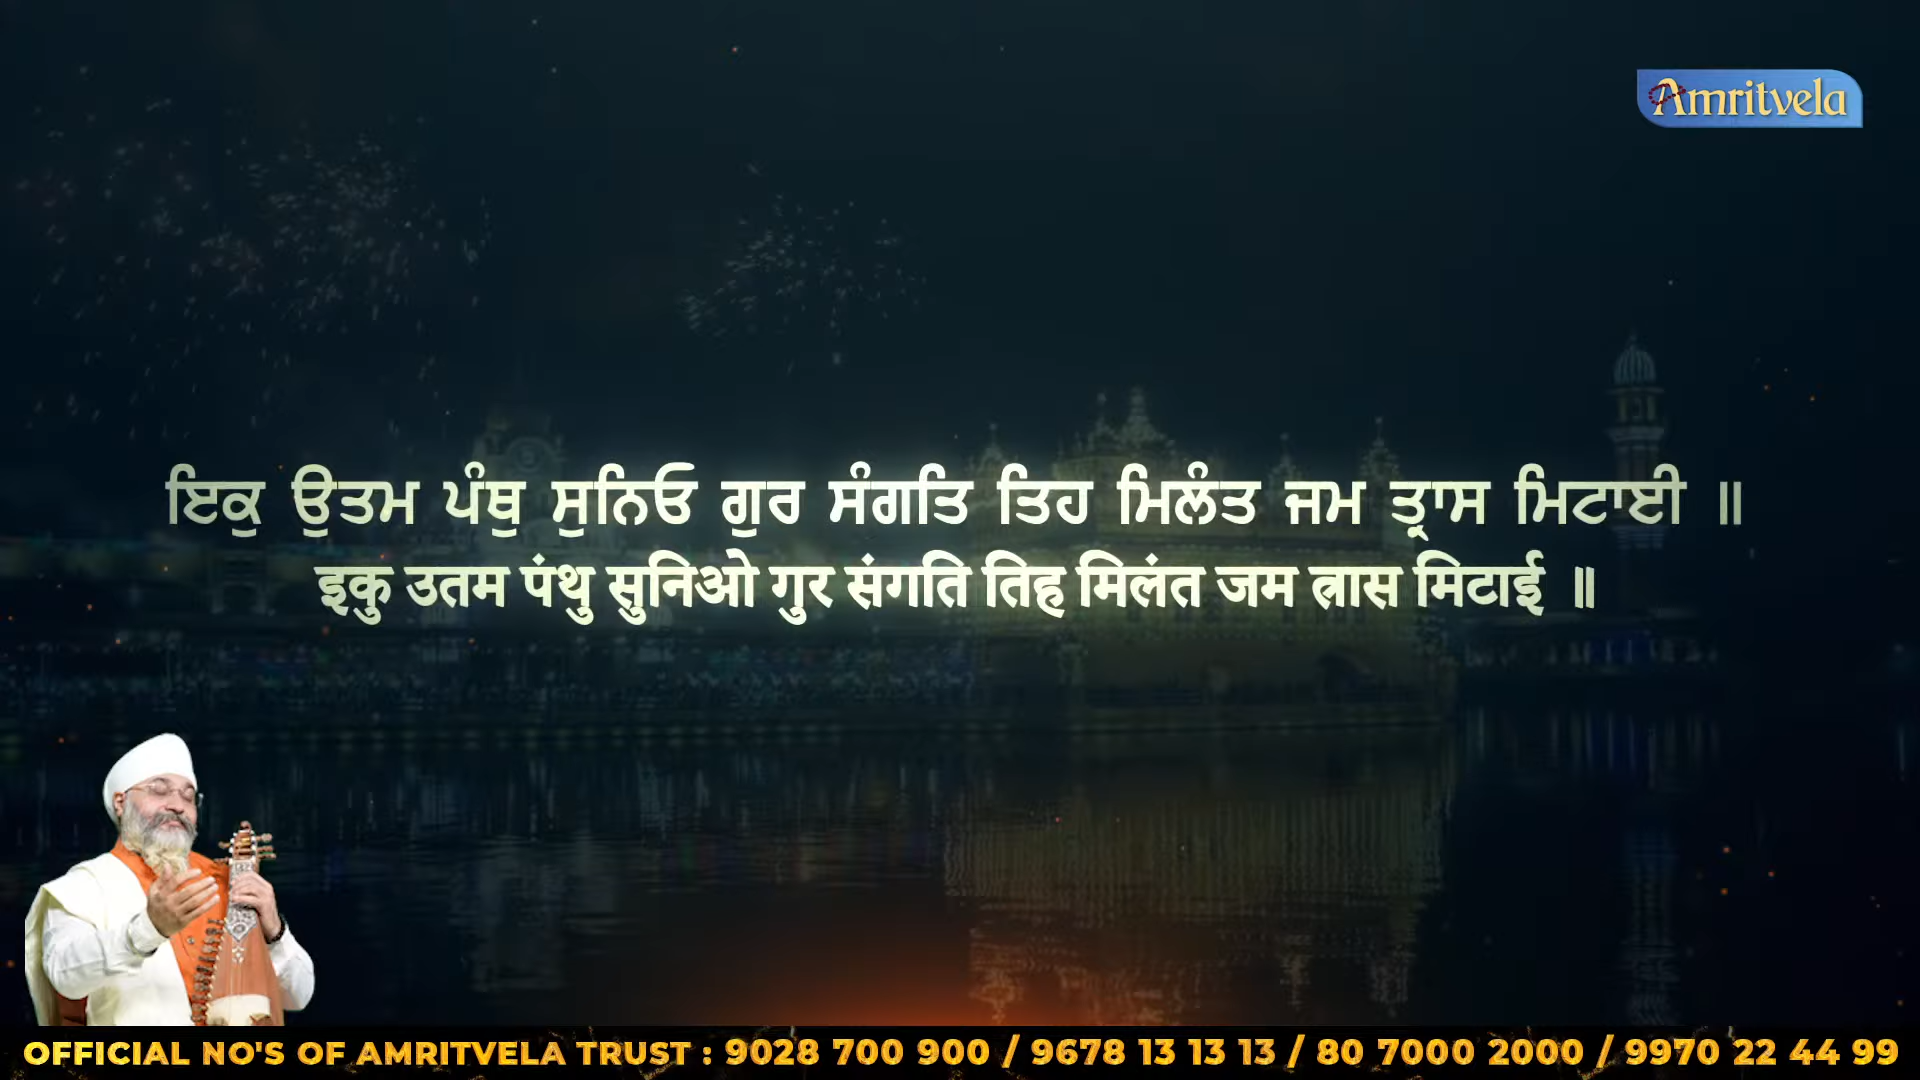 Amritvela
ਇਕੁ ਉਤਮ ਪੰਥੁ ਸੁਨਿਓ ਗੁਰ ਸੰਗਤਿ ਤਿਹ ਮਿਲੰਤ ਜਮ ਤ੍ਰਾਸ ਮਿਟਾਈ ॥
इकु उतम पंथु सुनिओ गुर संगति तिह मिलंत जम त्रास मिटाई ॥
OFFICIAL NO'S OF AMRITVELA TRUST : 9028 700 900 / 9678 13 13 13 / 80 7000 2000 / 9970 22 44 99